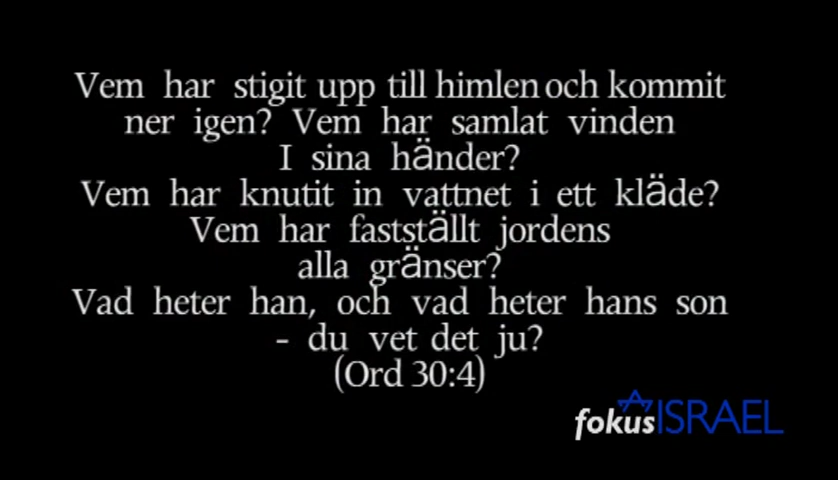 Vem har stigit upp till himlen och kommit
ner igen? Vem har samlat vinden
I sina händer?
Vem har knutit in vattnet i ett kläde?
Vem har fastställt jordens
alla gränser?
Vad heter han, och vad heter hans son
- du vet det ju?
(Ord 30:4)
fokusISRAEL